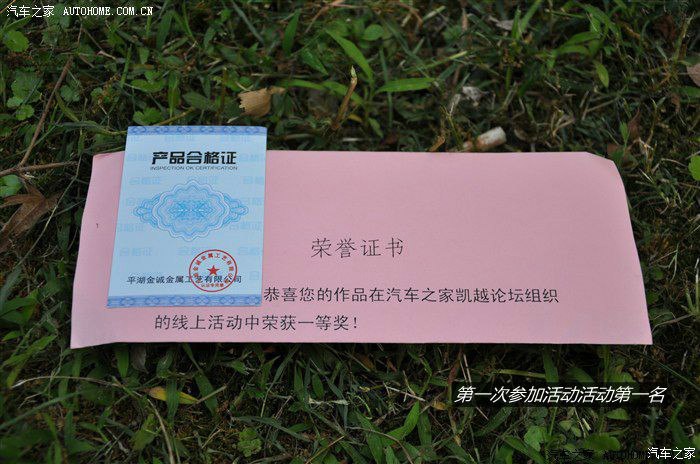 汽车之家 AUTOHOME.COM.CN
产品合格证
INSPECTION OK CERTIFICATION
平湖金诚金属工艺有限公司
荣誉证书
恭喜您的作品在汽车之家凯越论坛组织
的线上活动中荣获一等奖!
第一次参加活动活动第一名
汽车之家